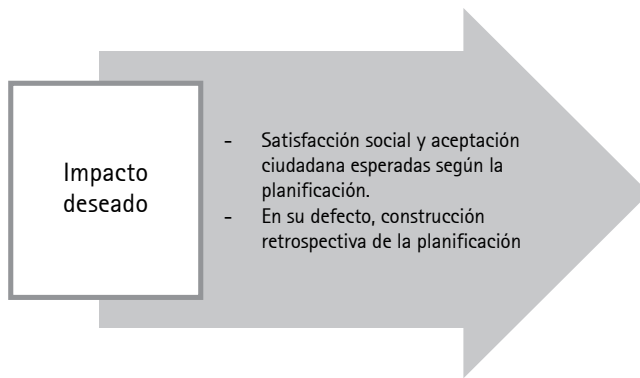 Impacto
deseado
- Satisfacción social y aceptación
ciudadana esperadas según la
planificación.
- En su defecto, construcción
retrospectiva de la planificación